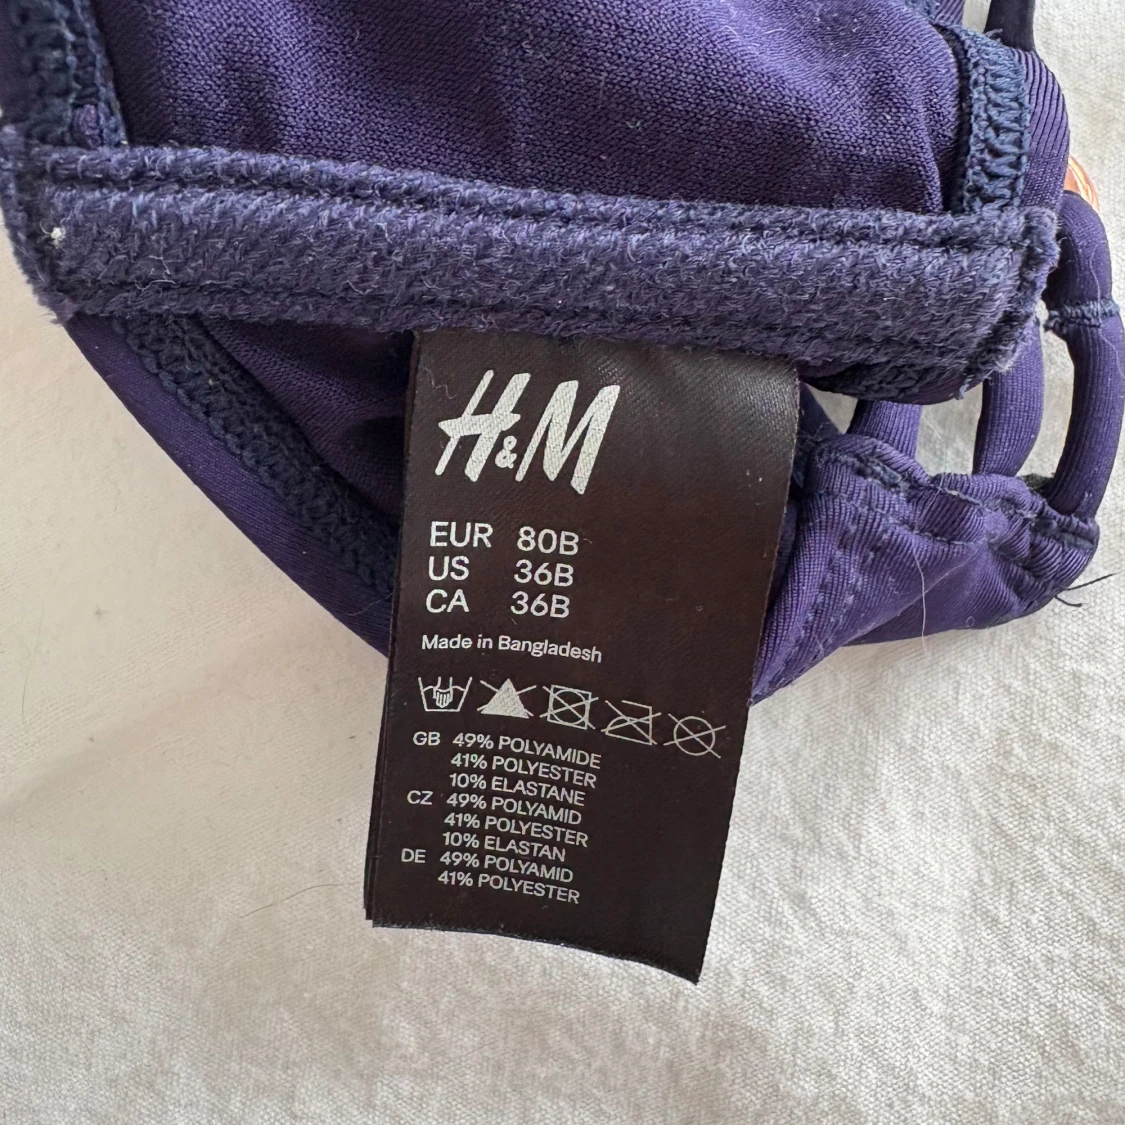 H&M
EUR 80B
US 36B
CA 36B
Made in Bangladesh
GB 49% POLYAMIDE
41% POLYESTER
10% ELASTANE
CZ 49% POLYAMID
41% POLYESTER
10% ELASTAN
DE 49% POLYAMID
41% POLYESTER